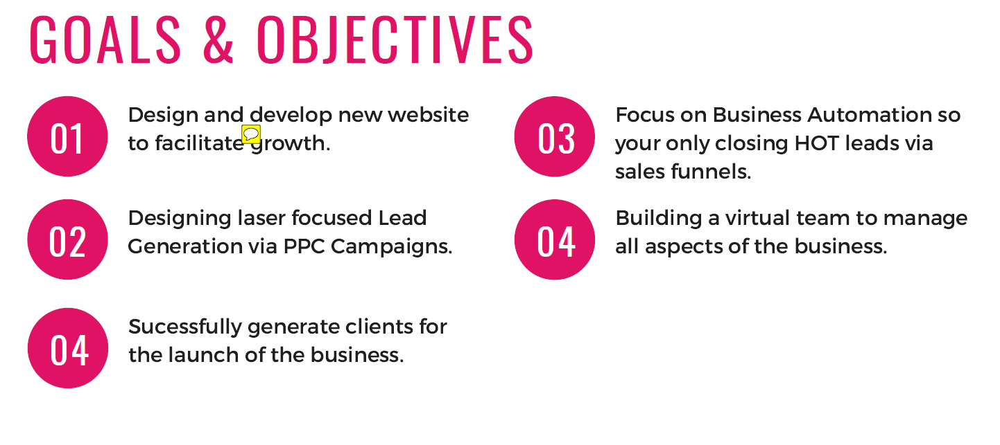 GOALS & OBJECTIVES
01
Design and develop new website
to facilitate growth.
02
Designing laser focused Lead
Generation via PPC Campaigns.
04
Sucessfully generate clients for
the launch of the business.
03
Focus on Business Automation so
your only closing HOT leads via
sales funnels.
04
Building a virtual team to manage
all aspects of the business.